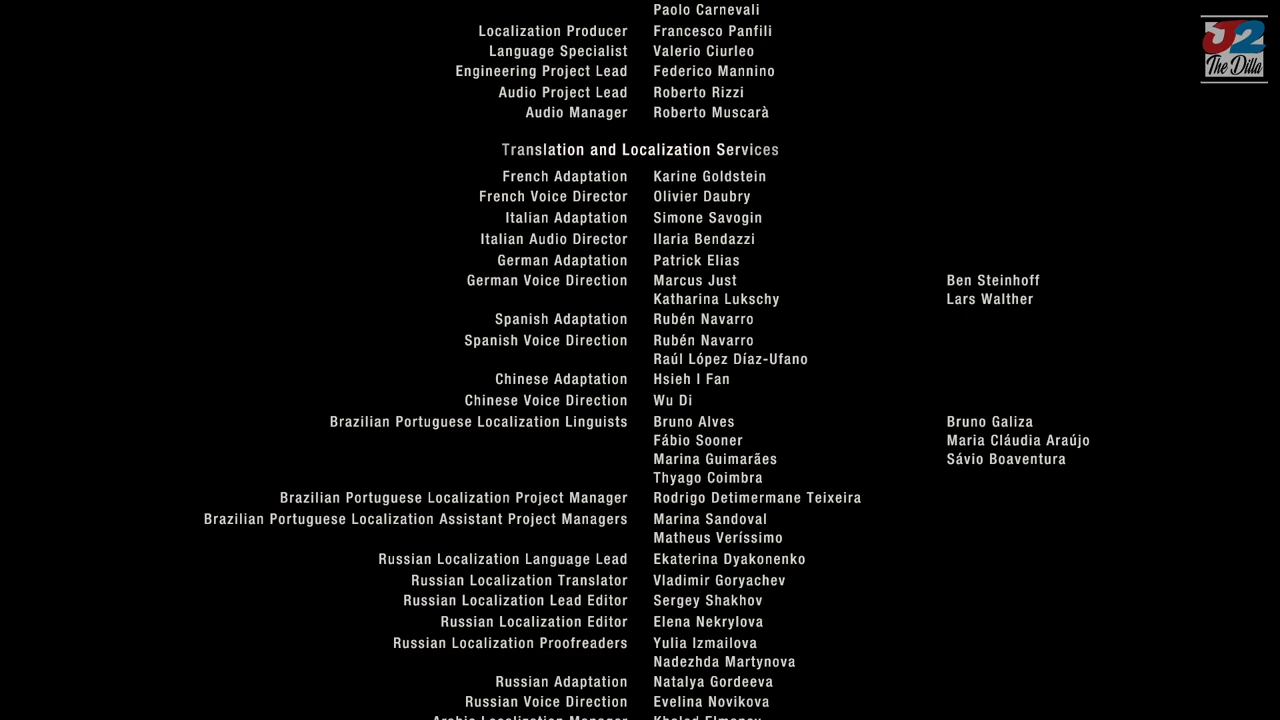 Paolo Carnevali
Localization Producer Francesco Panfili
Language Specialist Valerio Ciurleo
Engineering Project Lead Federico Mannino
Audio Project Lead Roberto Rizzi
Audio Manager Roberto Muscarà
J2
The Dilla
Translation and Localization Services
French Adaptation Karine Goldstein
French Voice Director Olivier Daubry
Italian Adaptation Simone Savogin
Italian Audio Director Ilaria Bendazzi
German Adaptation Patrick Elias
German Voice Direction Marcus Just Ben Steinhoff
Katharina Lukschy Lars Walther
Spanish Adaptation Rubén Navarro
Spanish Voice Direction Rubén Navarro
Raúl López Díaz-Ufano
Chinese Adaptation Hsieh I Fan
Chinese Voice Direction Wu Di
Brazilian Portuguese Localization Linguists Bruno Alves Bruno Galiza
Fábio Sooner Maria Cláudia Araújo
Marina Guimarães Sávio Boaventura
Thyago Coimbra
Brazilian Portuguese Localization Project Manager Rodrigo Detimermane Teixeira
Brazilian Portuguese Localization Assistant Project Managers Marina Sandoval
Matheus Veríssimo
Russian Localization Language Lead Ekaterina Dyakonenko
Russian Localization Translator Vladimir Goryachev
Russian Localization Lead Editor Sergey Shakhov
Russian Localization Editor Elena Nekrylova
Russian Localization Proofreaders Yulia Izmailova
Nadezhda Martynova
Russian Adaptation Natalya Gordeeva
Russian Voice Direction Evelina Novikova
Arabic Localization Manager Khaled